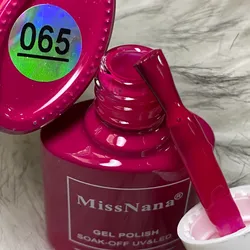 065
MissNana®
GEL POLISH
SOAK-OFF UV&LED